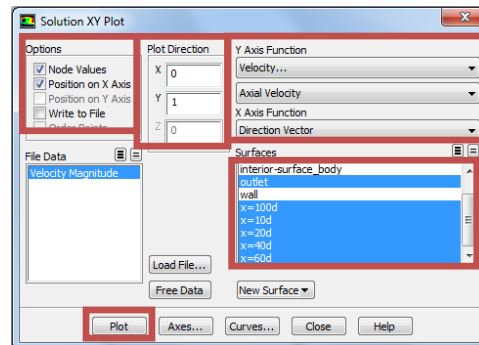 Solution XY Plot
Options
Node Values
Position on X Axis
Position on Y Axis
Write to File
Order Points
Plot Direction
X 0
Y 1
Z 0
Y Axis Function
Velocity...
Axial Velocity
X Axis Function
Direction Vector
File Data
Velocity Magnitude
Surfaces
interior-surface_body
outlet
wall
x=100d
x=10d
x=20d
x=40d
x=60d
Load File...
Free Data
New Surface
Plot
Axes...
Curves...
Close
Help